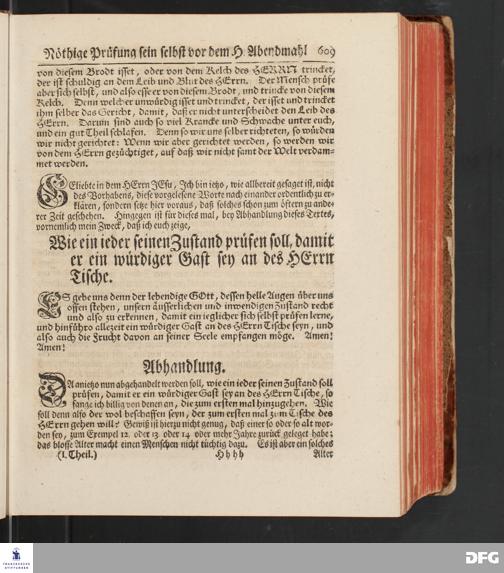 Nöthige Prüfung sein selbst vor dem H. Abendmahl 609
von diesem Brodt isset, oder von dem Kelch des HERRN trincket,
der ist schuldig an dem Leib und Blut des HErrn. Der Mensch prüfe
aber sich selbst, und also esse er von diesem Brodt, und trincke von diesem
Kelch. Denn welcher unwürdig isset und trincket, der isset und trincket
ihm selber das Gericht, damit, daß er nicht unterscheidet den Leib des
HErrn. Darum sind auch so viel Krancke und Schwache unter euch,
und ein gut Theil schlafen. Denn so wir uns selber richteten, so würden
wir nicht gerichtet: Wenn wir aber gerichtet werden, so werden wir
von dem HErrn gezüchtiget, auf daß wir nicht samt der Welt verdam-
met werden.
GEliebte in dem HErrn JEsu, Ich bin ietzo, wie allbereit gesaget ist, nicht
des Vorhabens, diese vorgelesene Worte nach einander ordentlich zu er-
klären, sondern setze hier voraus, daß solches schon zum öftern zu ande-
rer Zeit geschehen. Hingegen ist für dieses mal, bey Abhandlung dieses Textes,
vornemlich mein Zweck, daß ich euch zeige,
Wie ein ieder seinen Zustand prüfen soll, damit
er ein würdiger Gast sey an des HErrn
Tische.
ES gebe uns denn der lebendige GOtt, dessen helle Augen über uns
offen stehen, unsern äusserlichen und inwendigen Zustand recht
und also zu erkennen, damit ein ieglicher sich selbst prüfen lerne,
und hinführo allezeit ein würdiger Gast an des HErrn Tische seyn, und
also auch die Frucht davon an seiner Seele empfangen möge. Amen!
Amen!
Abhandlung.
DA anietzo nun abgehandelt werden soll, wie ein ieder seinen Zustand soll
prüfen, damit er ein würdiger Gast sey an des HErrn Tische, so
fange ich billig von denen an, die zum ersten mal hinzugehen. Wie
soll denn also der wol beschaffen seyn, der zum ersten mal zum Tische des
HErrn gehen will? Gewiß ist hierzu nicht genug, daß einer so oder so alt wor-
den sey, zum Exempel 12. oder 13. oder 14 oder mehr Jahre zurück geleget habe;
das blosse Alter macht einen Menschen nicht tüchtig dazu. Es ist aber ein solches
(I. Theil.) Hhhh Alter
FRANCKESCHE
STIFTUNGEN
DFG